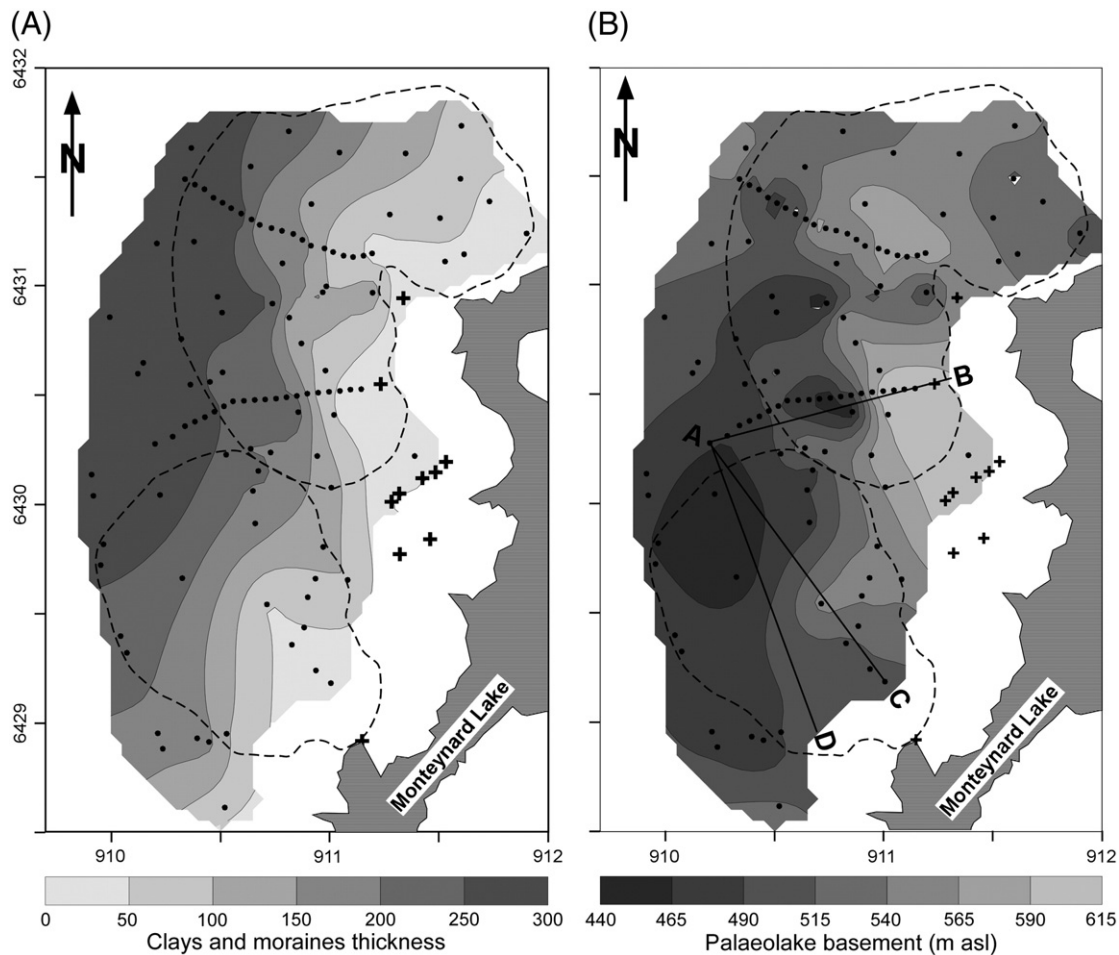 (A)
(B)
6432
6431
6430
6429
N
N
A
B
C
D
Monteynard Lake
Monteynard Lake
910 911 912
910 911 912
0 50 100 150 200 250 300
Clays and moraines thickness
440 465 490 515 540 565 590 615
Palaeolake basement (m asl)